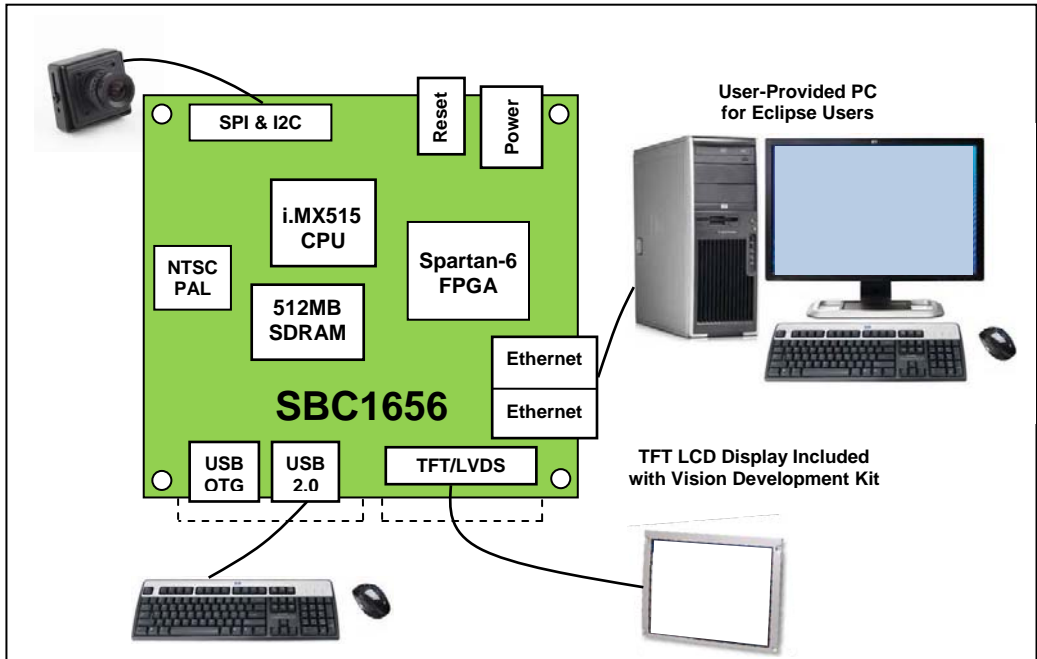 SPI & I2C
Reset
Power
User-Provided PC
for Eclipse Users
i.MX515
CPU
Spartan-6
FPGA
NTSC
PAL
512MB
SDRAM
Ethernet
Ethernet
SBC1656
USB
OTG
USB
2.0
TFT/LVDS
TFT LCD Display Included
with Vision Development Kit